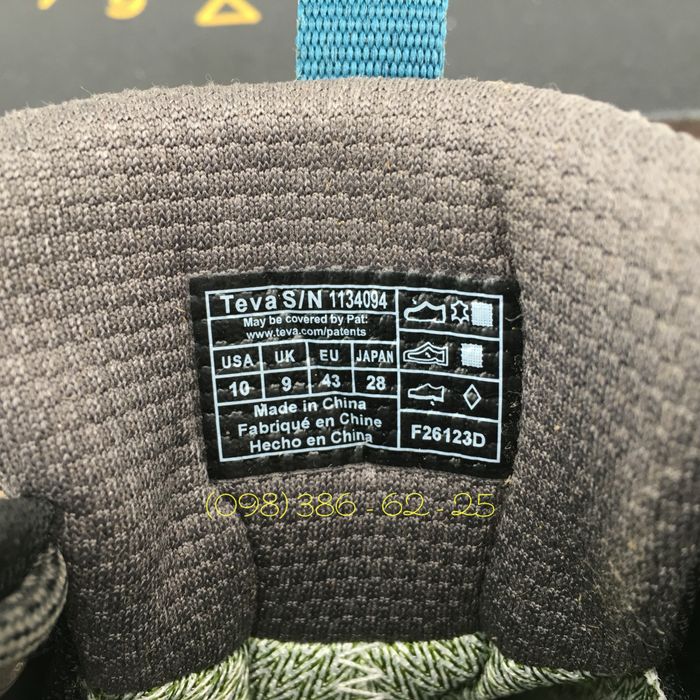 Teva S/N 1134094
May be covered by Pat:
www.teva.com/patents
USA UK EU JAPAN
10 9 43 28
Made in China
Fabriqué en Chine
Hecho en China
F26123D
(098) 386 - 62 - 25